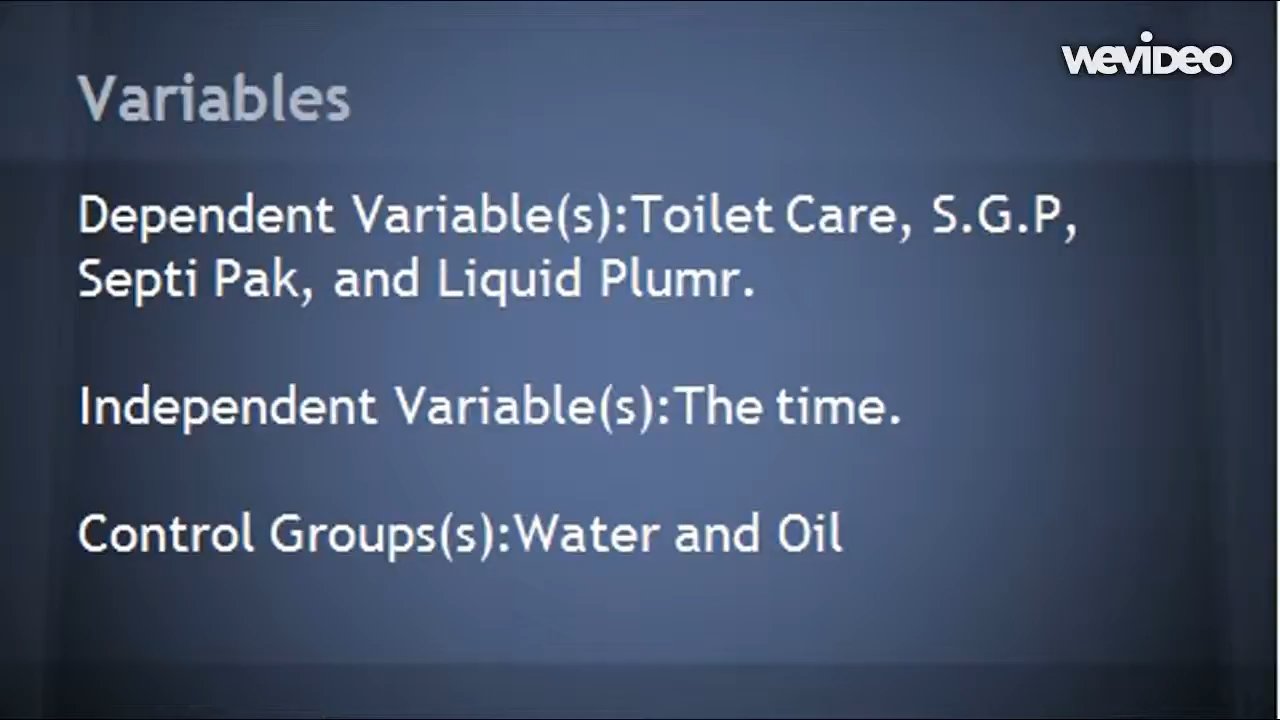 wevideo
Variables
Dependent Variable(s):Toilet Care, S.G.P,
Septi Pak, and Liquid Plumr.
Independent Variable(s):The time.
Control Groups(s):Water and Oil